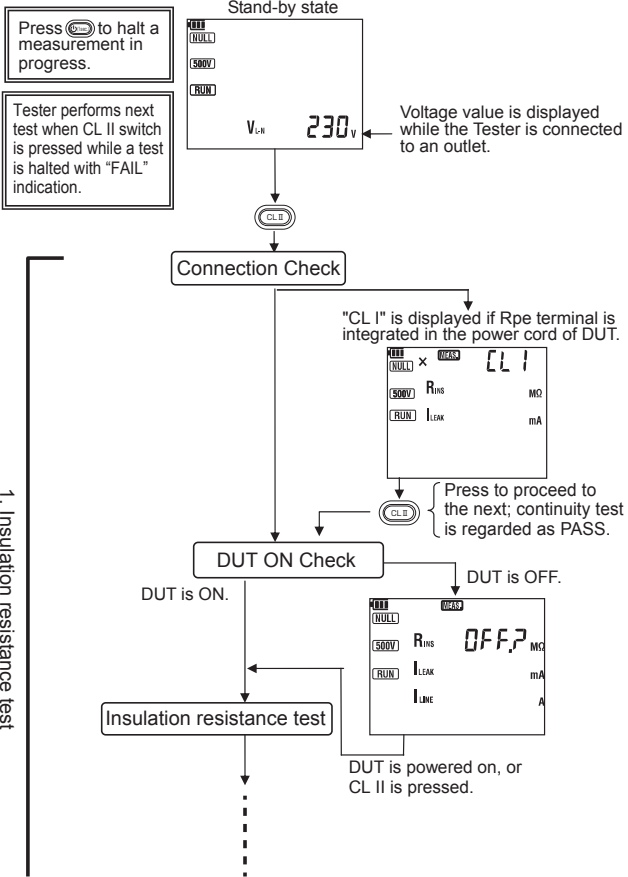 Stand-by state
Press to halt a
measurement in
progress.
Tester performs next
test when CL II switch
is pressed while a test
is halted with “FAIL”
indication.
NULL
500V
RUN
VL-N 230 V
Voltage value is displayed
while the Tester is connected
to an outlet.
CL II
Connection Check
"CL I" is displayed if Rpe terminal is
integrated in the power cord of DUT.
NULL × MEAS. CL I
500V RINS MΩ
RUN ILEAK mA
CL II
Press to proceed to
the next; continuity test
is regarded as PASS.
DUT ON Check
DUT is ON.
DUT is OFF.
MEAS.
NULL
500V RINS OFF,? MΩ
RUN ILEAK mA
ILINE A
Insulation resistance test
DUT is powered on, or
CL II is pressed.
1. Insulation resistance test